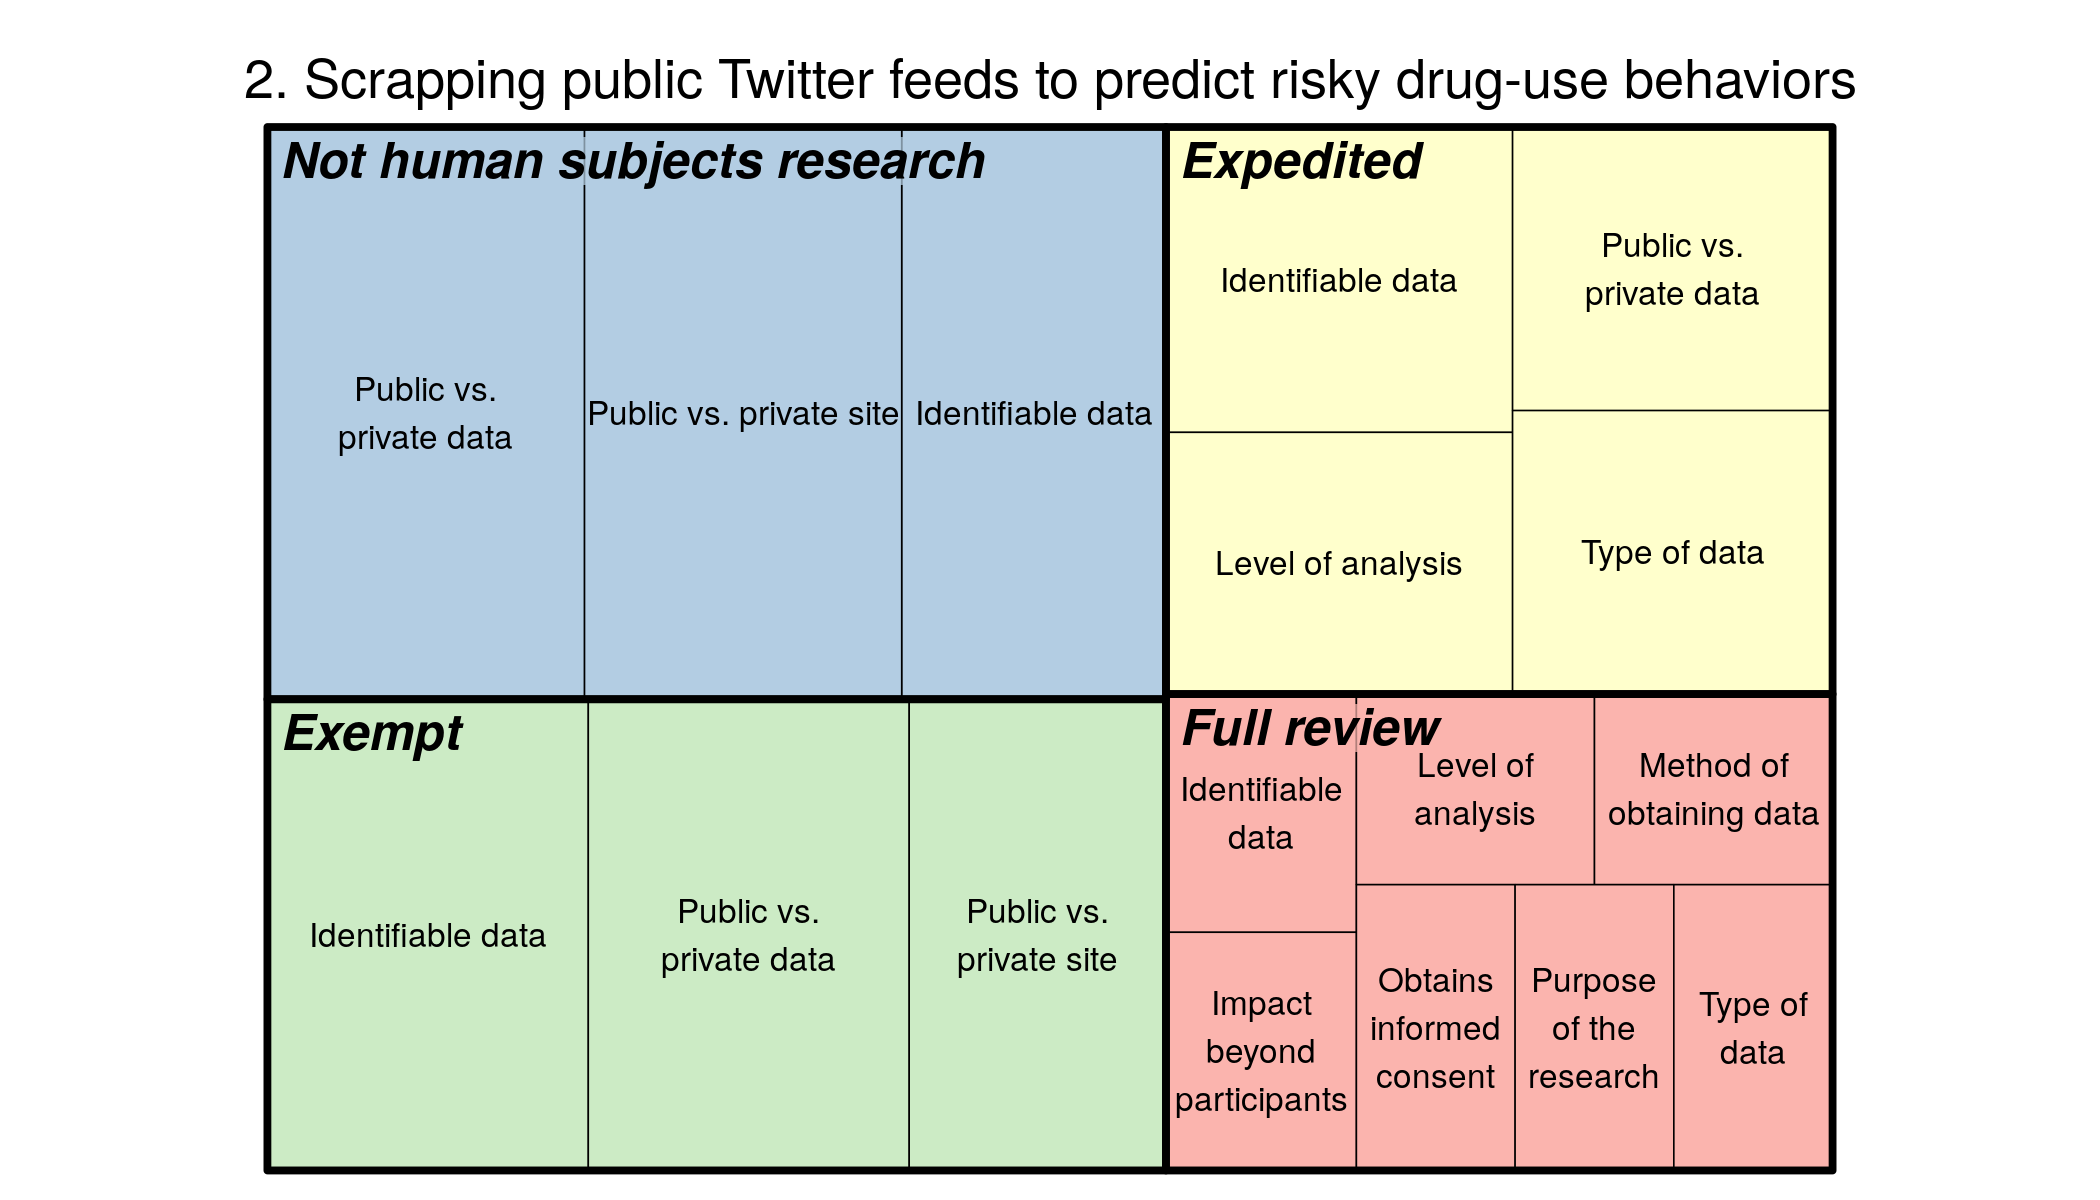 2. Scrapping public Twitter feeds to predict risky drug-use behaviors
Not human subjects research
Public vs.
private data
Public vs. private site
Identifiable data
Expedited
Identifiable data
Public vs.
private data
Level of analysis
Type of data
Exempt
Identifiable data
Public vs.
private data
Public vs.
private site
Full review
Identifiable
data
Level of
analysis
Method of
obtaining data
Impact
beyond
participants
Obtains
informed
consent
Purpose
of the
research
Type of
data